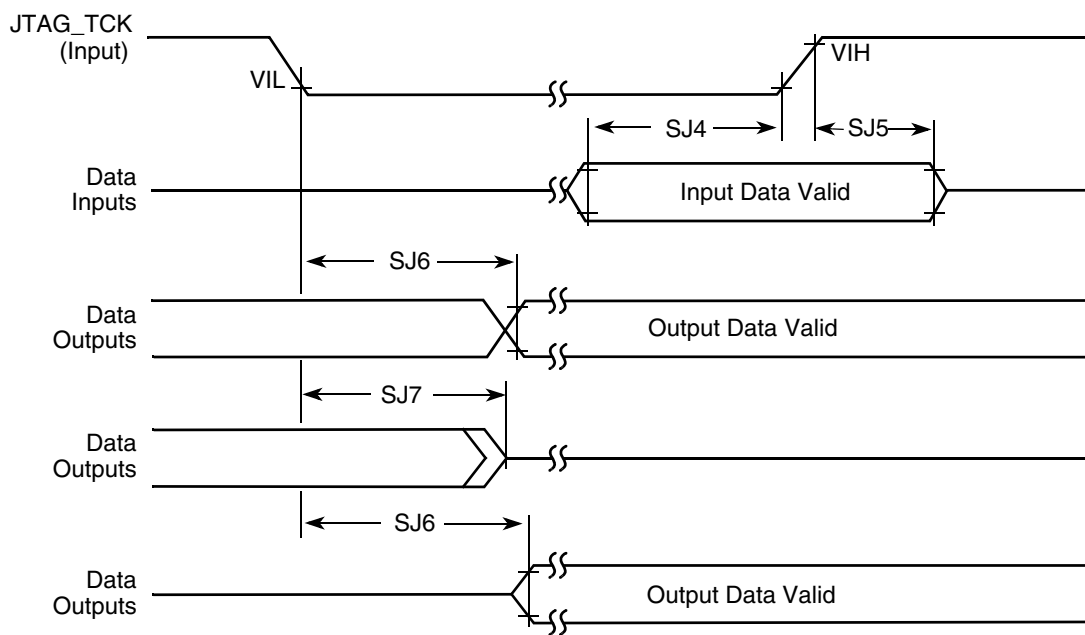 JTAG_TCK
(Input)
VIL
VIH
SJ4
SJ5
Data
Inputs
Input Data Valid
SJ6
Data
Outputs
Output Data Valid
SJ7
Data
Outputs
SJ6
Data
Outputs
Output Data Valid